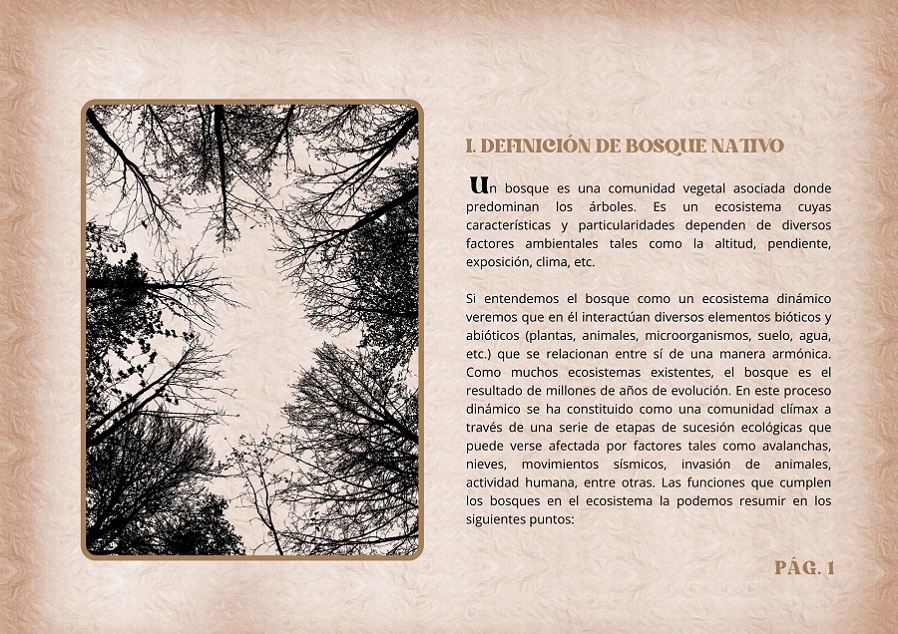 I. DEFINICIÓN DE BOSQUE NATIVO
Un bosque es una comunidad vegetal asociada donde
predominan los árboles. Es un ecosistema cuyas
características y particularidades dependen de diversos
factores ambientales tales como la altitud, pendiente,
exposición, clima, etc.
Si entendemos el bosque como un ecosistema dinámico
veremos que en él interactúan diversos elementos bióticos y
abióticos (plantas, animales, microorganismos, suelo, agua,
etc.) que se relacionan entre sí de una manera armónica.
Como muchos ecosistemas existentes, el bosque es el
resultado de millones de años de evolución. En este proceso
dinámico se ha constituido como una comunidad clímax a
través de una serie de etapas de sucesión ecológicas que
puede verse afectada por factores tales como avalanchas,
nieves, movimientos sísmicos, invasión de animales,
actividad humana, entre otras. Las funciones que cumplen
los bosques en el ecosistema la podemos resumir en los
siguientes puntos:
PÁG. 1